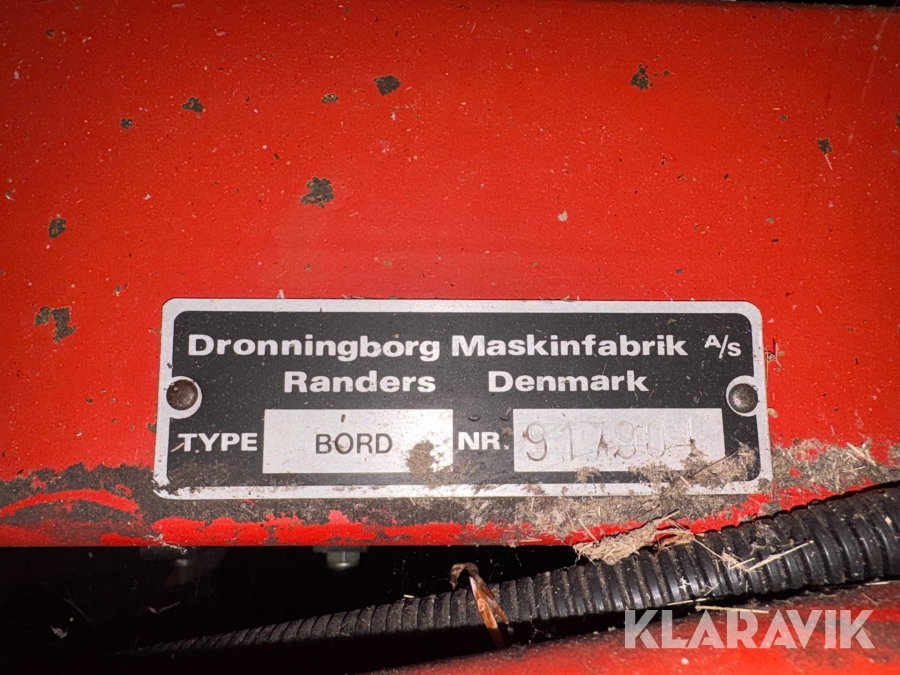 Dronningborg Maskinfabrik A/S
Randers Denmark
TYPE BORD NR.
KLARAVIK